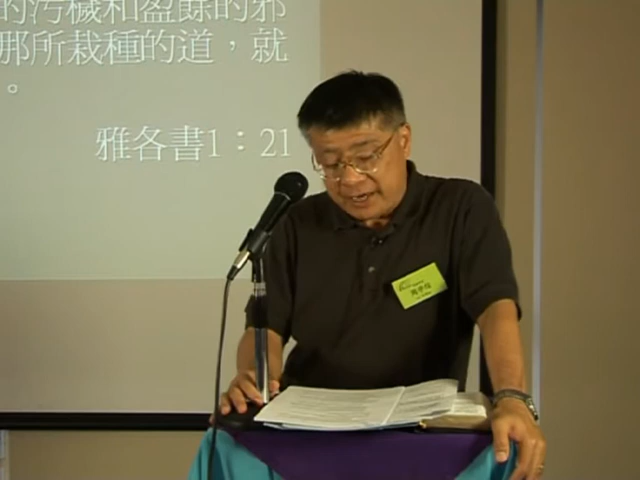 的污穢和盈餘的邪
那所栽種的道，就
。
雅各書1：21